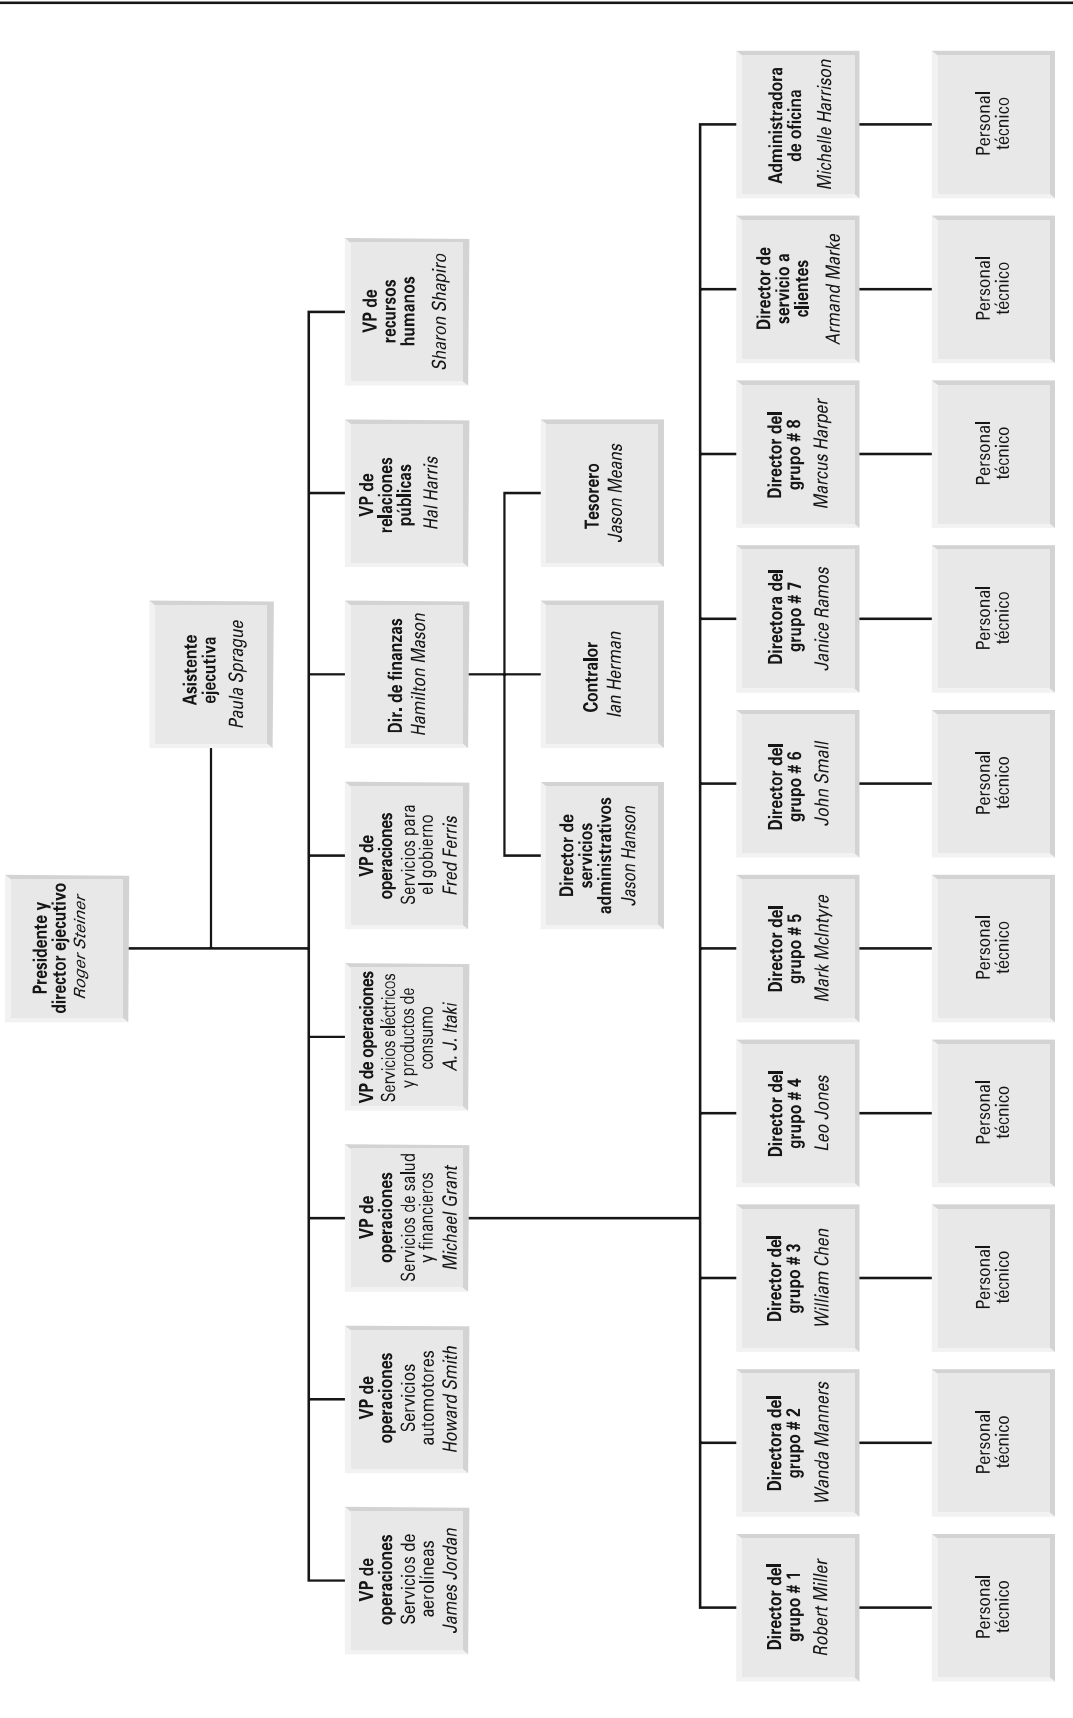 Presidente y
director ejecutivo
Roger Steiner
Asistente
ejecutiva
Paula Sprague
VP de
operaciones
Servicios de
aerolíneas
James Jordan
VP de
operaciones
Servicios
automotores
Howard Smith
VP de
operaciones
Servicios de salud
y financieros
Michael Grant
VP de operaciones
Servicios eléctricos
y productos de
consumo
A. J. Itaki
VP de
operaciones
Servicios para
el gobierno
Fred Ferris
Dir. de finanzas
Hamilton Mason
VP de
relaciones
públicas
Hal Harris
VP de
recursos
humanos
Sharon Shapiro
Director de
servicios
administrativos
Jason Hanson
Contralor
Ian Herman
Tesorero
Jason Means
Director del
grupo # 1
Robert Miller
Directora del
grupo # 2
Wanda Manners
Director del
grupo # 3
William Chen
Director del
grupo # 4
Leo Jones
Director del
grupo # 5
Mark McIntyre
Director del
grupo # 6
John Small
Directora del
grupo # 7
Janice Ramos
Director del
grupo # 8
Marcus Harper
Director de
servicio a
clientes
Armand Marke
Administradora
de oficina
Michelle Harrison
Personal
técnico
Personal
técnico
Personal
técnico
Personal
técnico
Personal
técnico
Personal
técnico
Personal
técnico
Personal
técnico
Personal
técnico
Personal
técnico